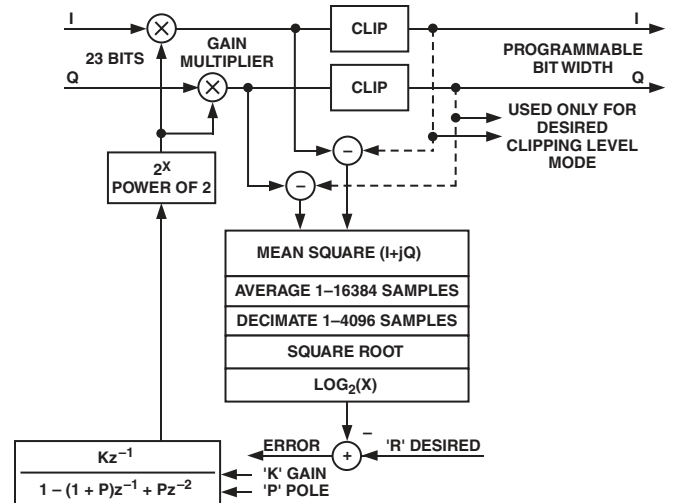 I
CLIP
I
23 BITS
GAIN
MULTIPLIER
PROGRAMMABLE
BIT WIDTH
Q
CLIP
Q
USED ONLY FOR
DESIRED
CLIPPING LEVEL
MODE
–
–
2^X
POWER OF 2
MEAN SQUARE (I+jQ)
AVERAGE 1–16384 SAMPLES
DECIMATE 1–4096 SAMPLES
SQUARE ROOT
LOG₂(X)
–
ERROR
+
'R' DESIRED
Kz⁻¹
1 – (1 + P)z⁻¹ + Pz⁻²
'K' GAIN
'P' POLE